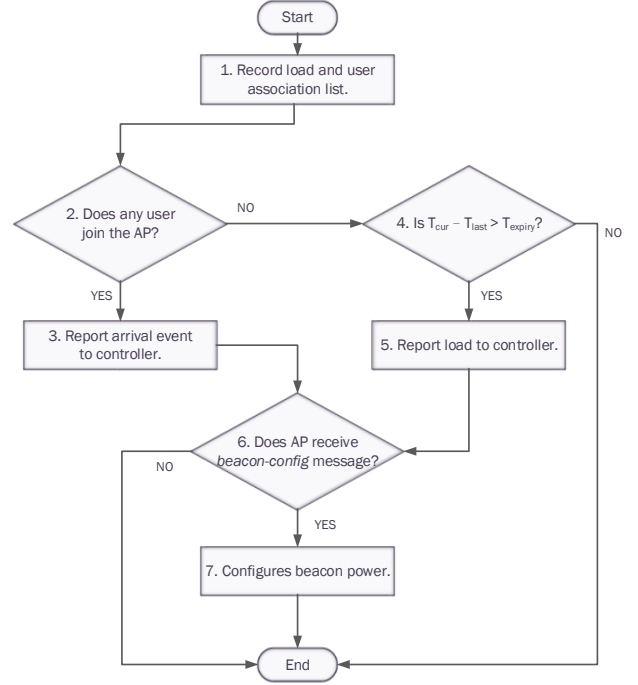 Start
1. Record load and user
association list.
2. Does any user
join the AP?
NO
4. Is Tcur – Tlast > Texpiry?
NO
YES
YES
3. Report arrival event
to controller.
5. Report load to controller.
6. Does AP receive
beacon-config message?
NO
YES
7. Configures beacon power.
End